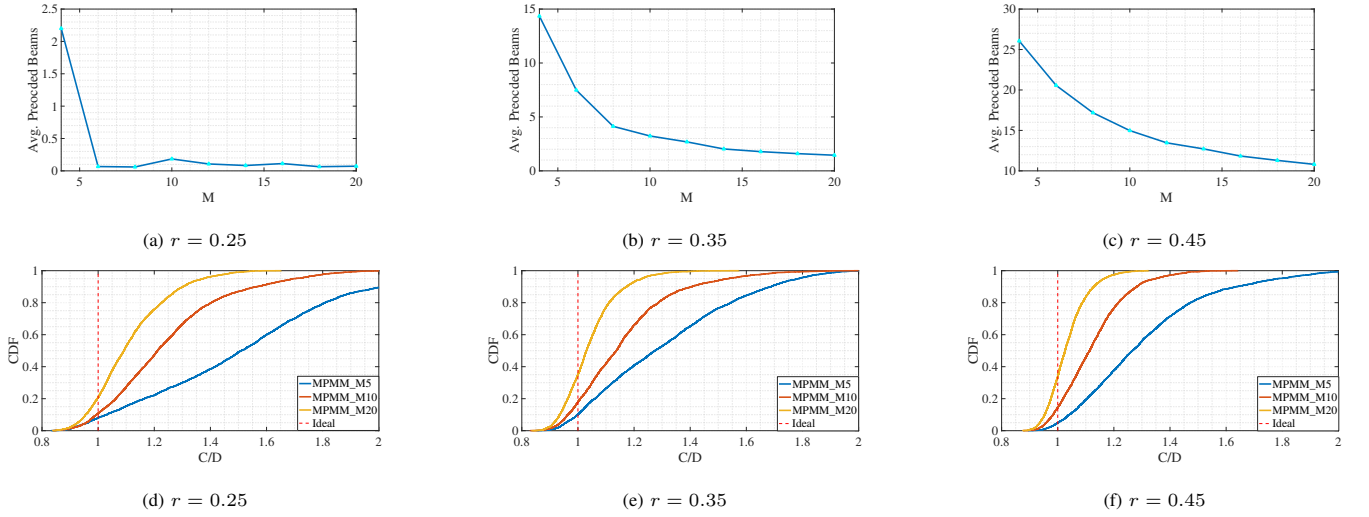 2.5
2
1.5
1
0.5
0
5 10 15 20
M
Avg. Preocded Beams
(a) r = 0.25
15
10
5
0
5 10 15 20
M
Avg. Preocded Beams
(b) r = 0.35
30
25
20
15
10
5 10 15 20
M
Avg. Preocded Beams
(c) r = 0.45
1
0.8
0.6
0.4
0.2
0
0.8 1 1.2 1.4 1.6 1.8 2
C/D
CDF
MPMM_M5
MPMM_M10
MPMM_M20
Ideal
(d) r = 0.25
1
0.8
0.6
0.4
0.2
0
0.8 1 1.2 1.4 1.6 1.8 2
C/D
CDF
MPMM_M5
MPMM_M10
MPMM_M20
Ideal
(e) r = 0.35
1
0.8
0.6
0.4
0.2
0
0.8 1 1.2 1.4 1.6 1.8 2
C/D
CDF
MPMM_M5
MPMM_M10
MPMM_M20
Ideal
(f) r = 0.45